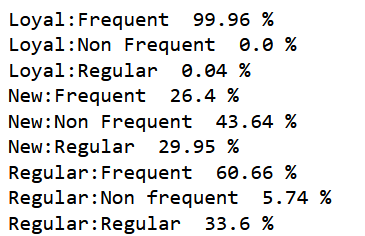 Loyal:Frequent  99.96 %
Loyal:Non Frequent  0.0 %
Loyal:Regular  0.04 %
New:Frequent  26.4 %
New:Non Frequent  43.64 %
New:Regular  29.95 %
Regular:Frequent  60.66 %
Regular:Non frequent  5.74 %
Regular:Regular  33.6 %